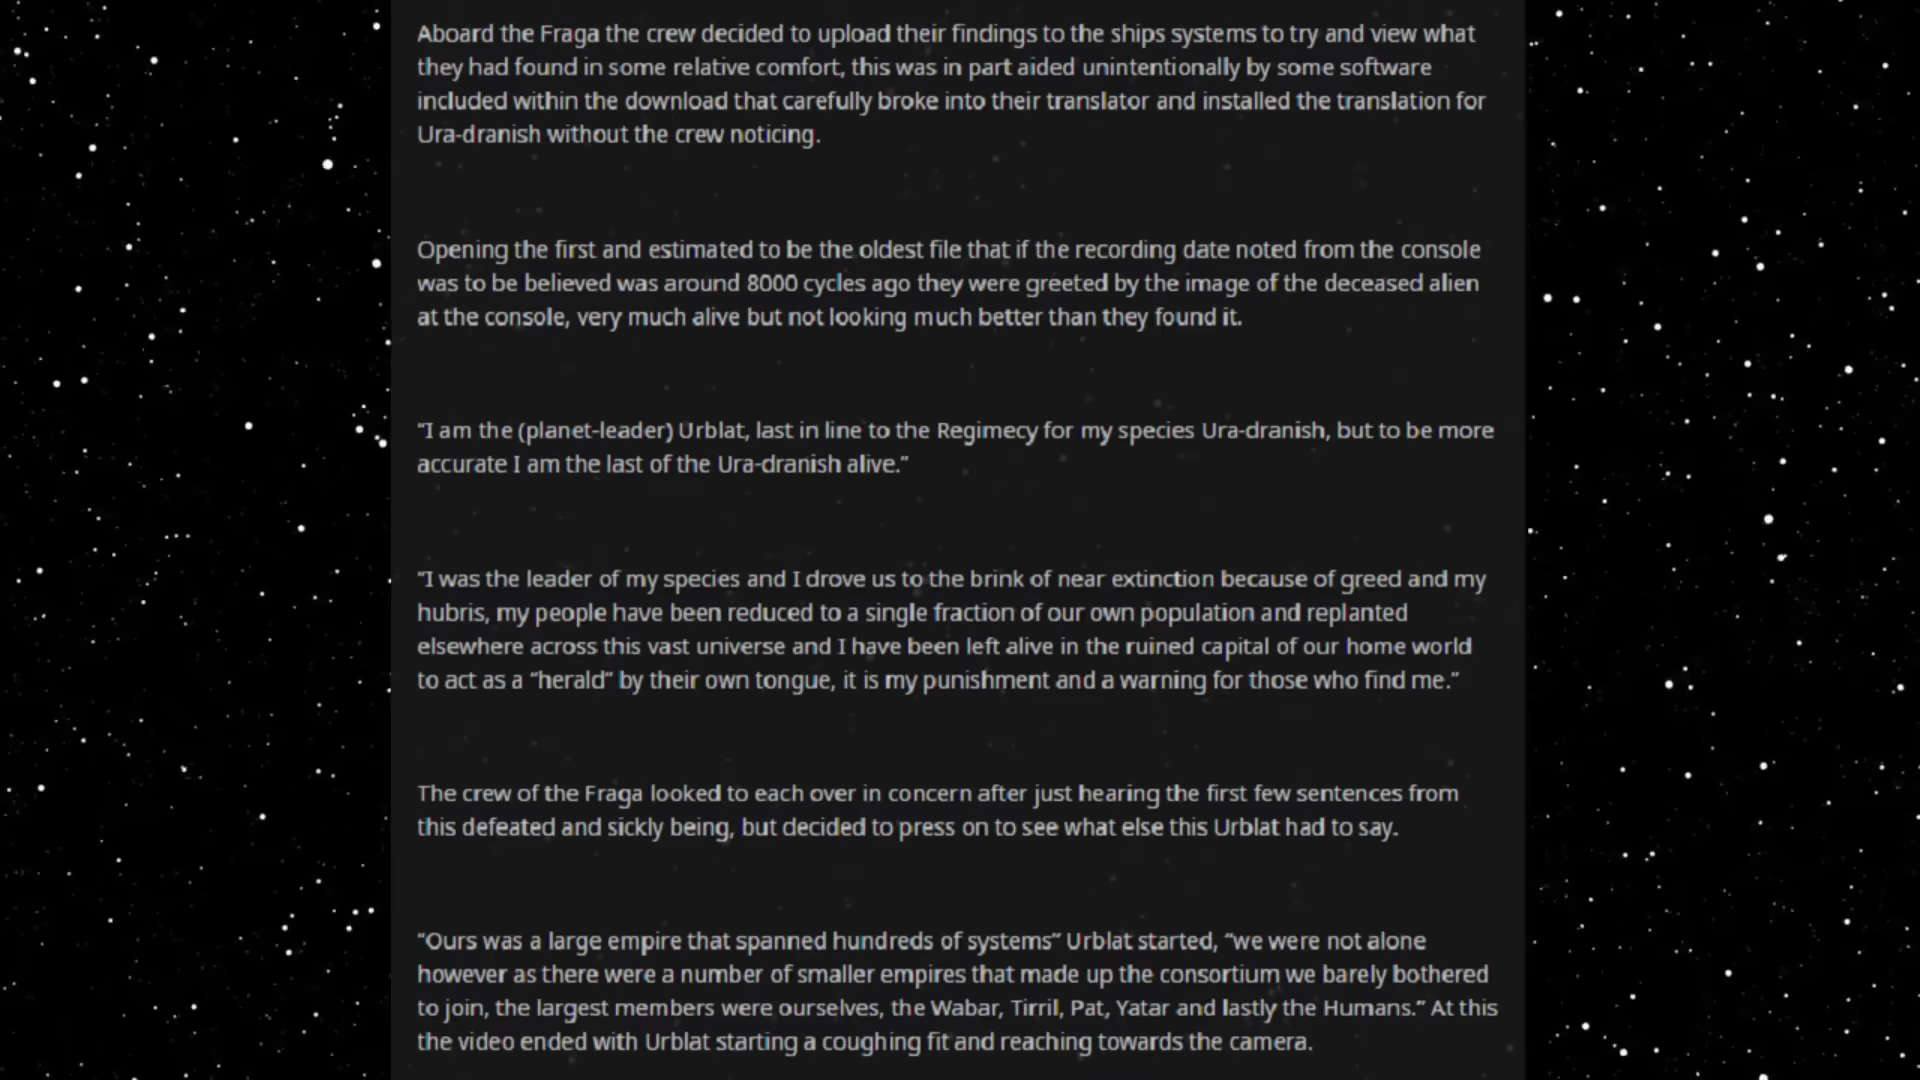 Aboard the Fraga the crew decided to upload their findings to the ships systems to try and view what
they had found in some relative comfort, this was in part aided unintentionally by some software
included within the download that carefully broke into their translator and installed the translation for
Ura-dranish without the crew noticing.
Opening the first and estimated to be the oldest file that if the recording date noted from the console
was to be believed was around 8000 cycles ago they were greeted by the image of the deceased alien
at the console, very much alive but not looking much better than they found it.
“I am the (planet-leader) Urblat, last in line to the Regimecy for my species Ura-dranish, but to be more
accurate I am the last of the Ura-dranish alive.”
“I was the leader of my species and I drove us to the brink of near extinction because of greed and my
hubris, my people have been reduced to a single fraction of our own population and replanted
elsewhere across this vast universe and I have been left alive in the ruined capital of our home world
to act as a “herald” by their own tongue, it is my punishment and a warning for those who find me.”
The crew of the Fraga looked to each over in concern after just hearing the first few sentences from
this defeated and sickly being, but decided to press on to see what else this Urblat had to say.
“Ours was a large empire that spanned hundreds of systems” Urblat started, “we were not alone
however as there were a number of smaller empires that made up the consortium we barely bothered
to join, the largest members were ourselves, the Wabar, Tirril, Pat, Yatar and lastly the Humans.” At this
the video ended with Urblat starting a coughing fit and reaching towards the camera.